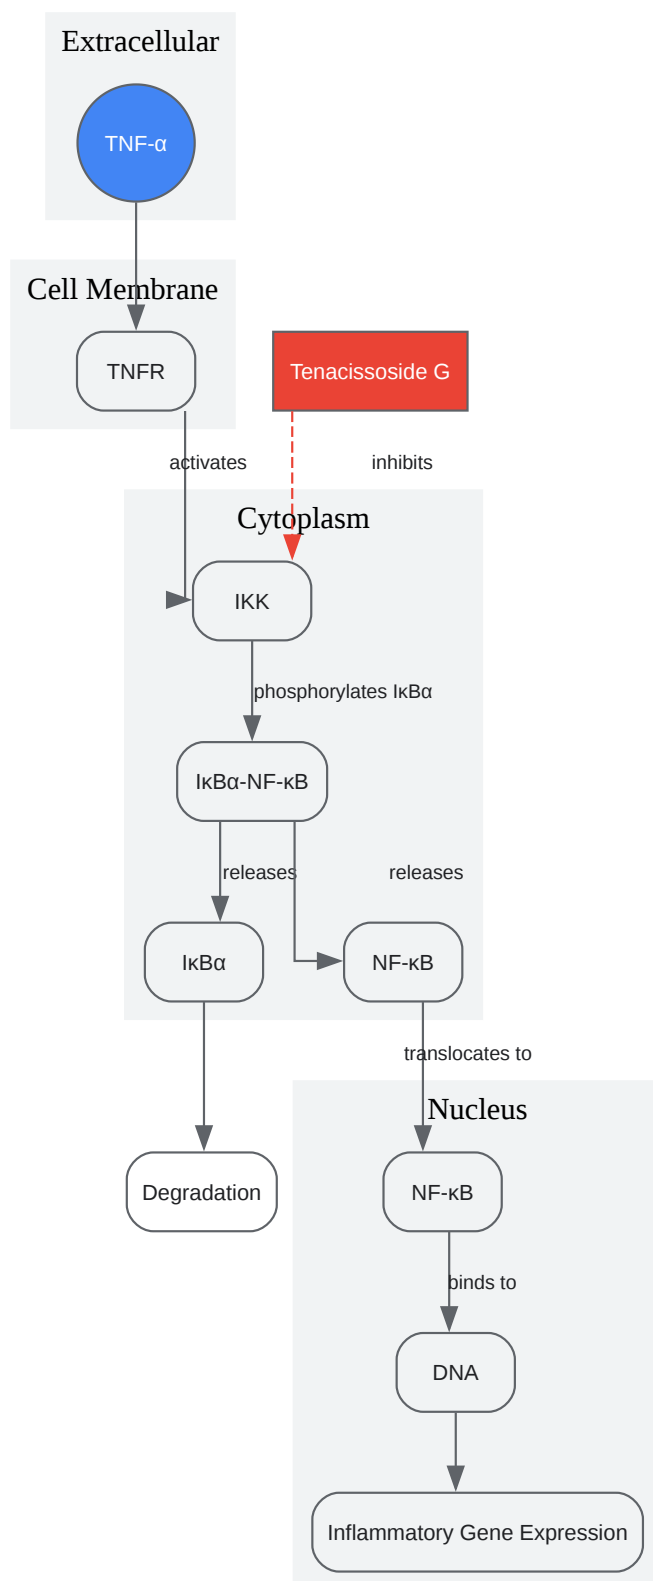 Extracellular
TNF-α
Cell Membrane
TNFR
Tenacissoside G
activates
inhibits
Cytoplasm
IKK
phosphorylates IκBα
IκBα-NF-κB
releases
releases
IκBα
NF-κB
translocates to
Nucleus
Degradation
NF-κB
binds to
DNA
Inflammatory Gene Expression